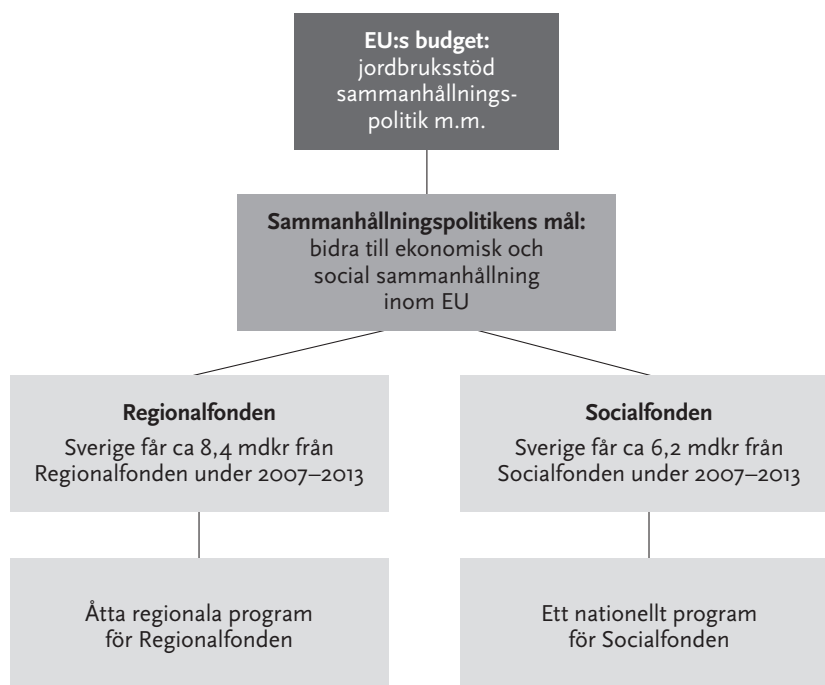 EU:s budget:
jordbruksstöd
sammanhållnings-
politik m.m.
Sammanhållningspolitikens mål:
bidra till ekonomisk och
social sammanhållning
inom EU
Regionalfonden
Sverige får ca 8,4 mdkr från
Regionalfonden under 2007–2013
Socialfonden
Sverige får ca 6,2 mdkr från
Socialfonden under 2007–2013
Åtta regionala program
för Regionalfonden
Ett nationellt program
för Socialfonden